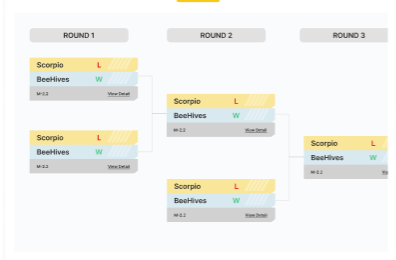 ROUND 1
ROUND 2
ROUND 3
Scorpio L
BeeHives W
M-2.2 View Detail
Scorpio L
BeeHives W
M-2.2 View Detail
Scorpio L
BeeHives W
M-2.2 View Detail
Scorpio L
BeeHives W
M-2.2 View Detail
Scorpio L
BeeHives W
M-2.2